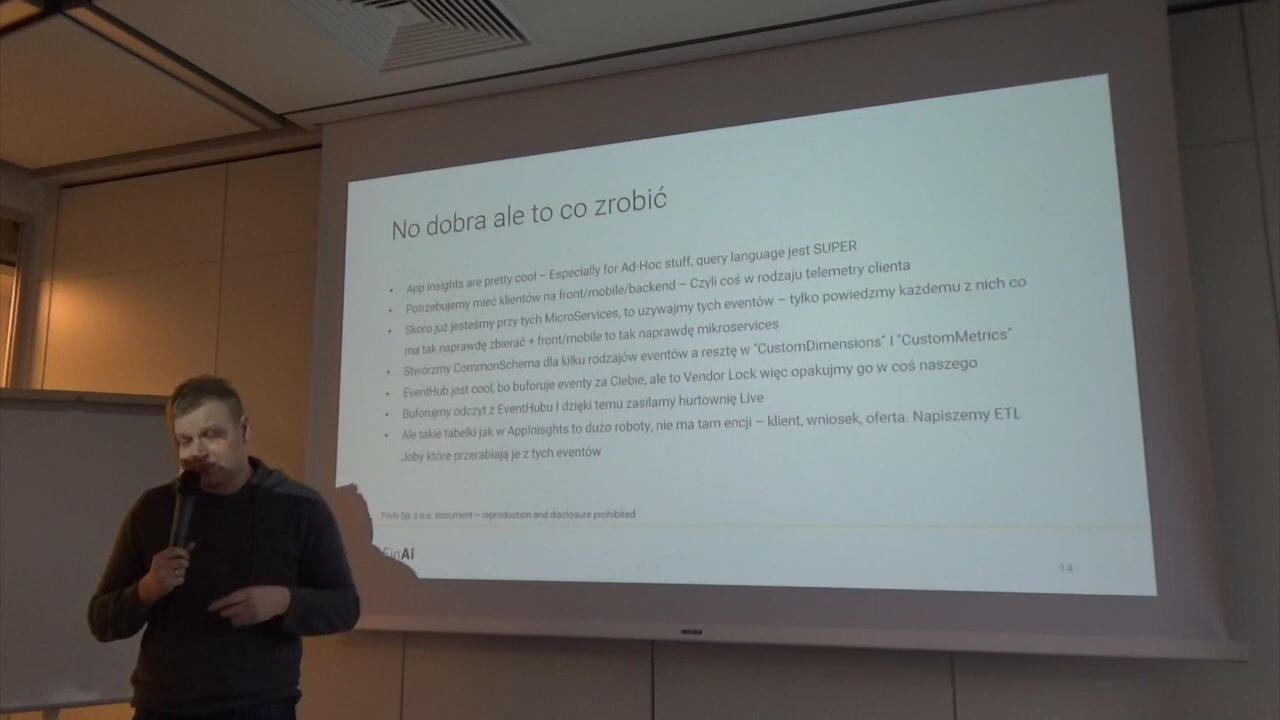 No dobra ale to co zrobić
• App insights are pretty cool – Especially for Ad-Hoc stuff, query language jest SUPER
• Potrzebujemy mieć klientów na front/mobile/backend – Czyli coś w rodzaju telemetry clienta
• Skoro już jesteśmy przy tych MicroServices, to uzywajmy tych eventów – tylko powiedzmy każdemu z nich co
ma tak naprawdę zbierać + front/mobile to tak naprawdę mikroservices
• Stwórzmy CommonSchema dla kilku rodzajów eventów a resztę w "CustomDimensions" I "CustomMetrics"
• EventHub jest cool, bo buforuje eventy za Ciebie, ale to Vendor Lock więc opakujmy go w coś naszego
• Buforujmy odczyt z EventHubu I dzięki temu zasilamy hurtownię Live
• Ale takie tabelki jak w AppInisghts to dużo roboty, nie ma tam encji – klient, wniosek, oferta. Napiszemy ETL
Joby które przerabiają je z tych eventów
FinAi Sp. z o.o. document – reproduction and disclosure prohibited
FinAi
14